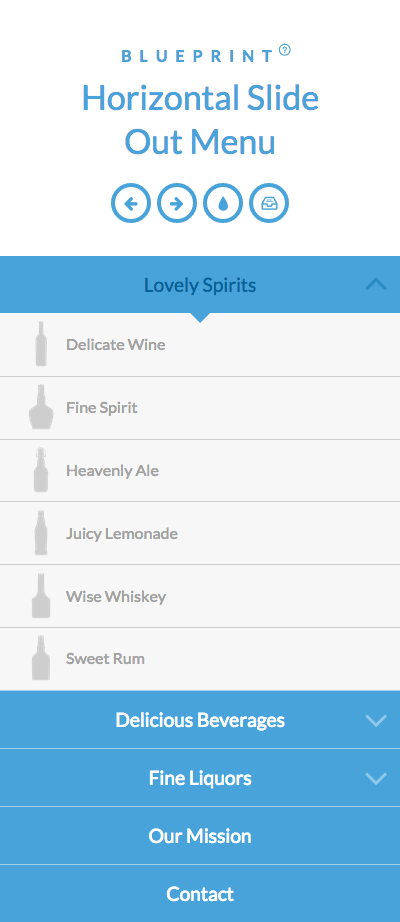 BLUEPRINT ?
Horizontal Slide
Out Menu
Lovely Spirits
Delicate Wine
Fine Spirit
Heavenly Ale
Juicy Lemonade
Wise Whiskey
Sweet Rum
Delicious Beverages
Fine Liquors
Our Mission
Contact